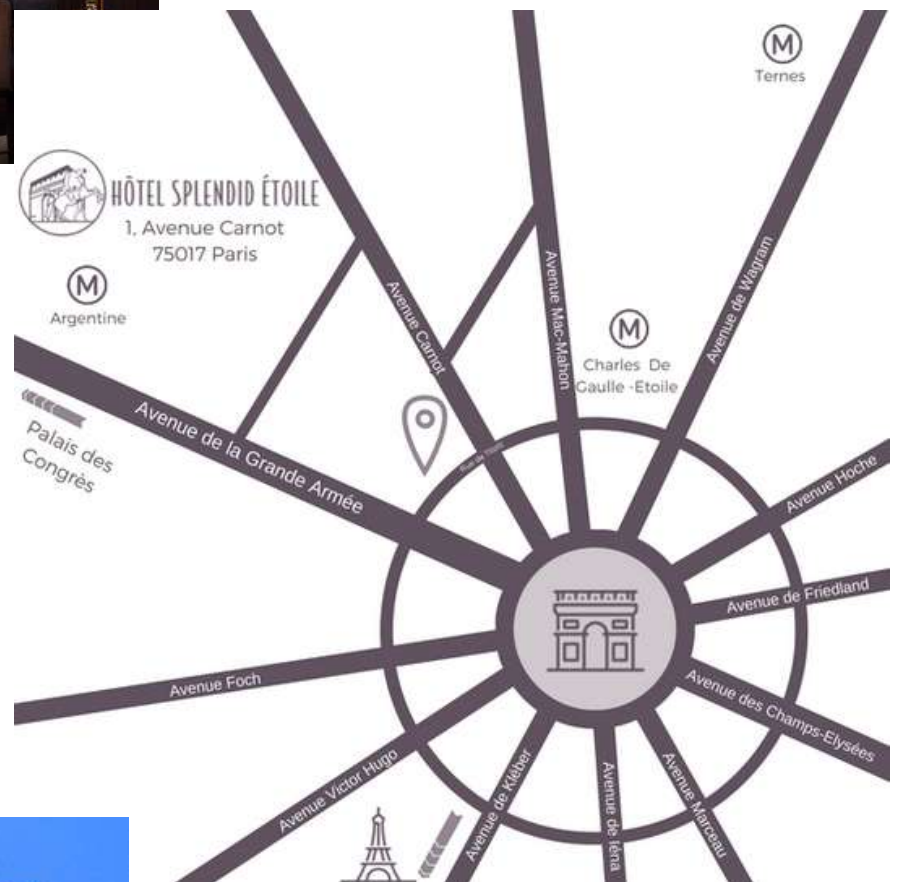 M
Ternes
HÔTEL SPLENDID ÉTOILE
1, Avenue Carnot
75017 Paris
M
Argentine
Avenue Carnot
Avenue Mac-Mahon
Avenue de Wagram
M
Charles De
Gaulle -Etoile
Palais des
Congrès
Avenue de la Grande Armée
Avenue Hoche
Avenue de Friedland
Avenue Foch
Avenue des Champs-Elysées
Avenue Victor Hugo
Avenue de Kléber
Avenue de Iéna
Avenue Marceau